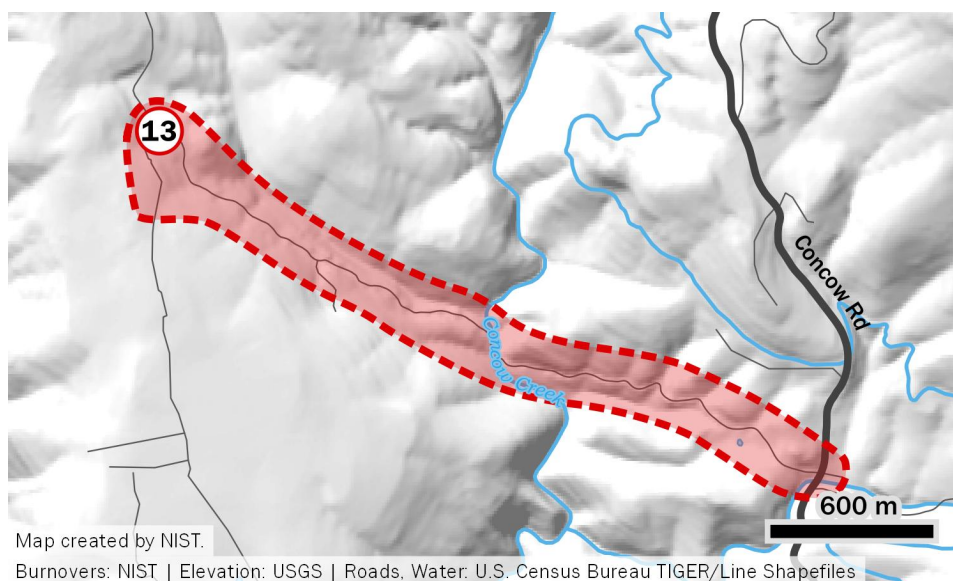 13
Concow Rd
Concow Creek
600 m
Map created by NIST.
Burnovers: NIST | Elevation: USGS | Roads, Water: U.S. Census Bureau TIGER/Line Shapefiles